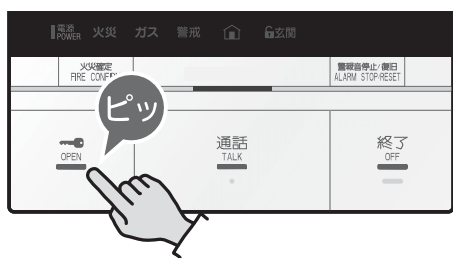 電源
POWER 火災 ガス 警戒 玄関
火災確定
FIRE CONFIRM
警報音停止/復旧
ALARM STOP/RESET
ピッ
OPEN
通話
TALK
終了
OFF